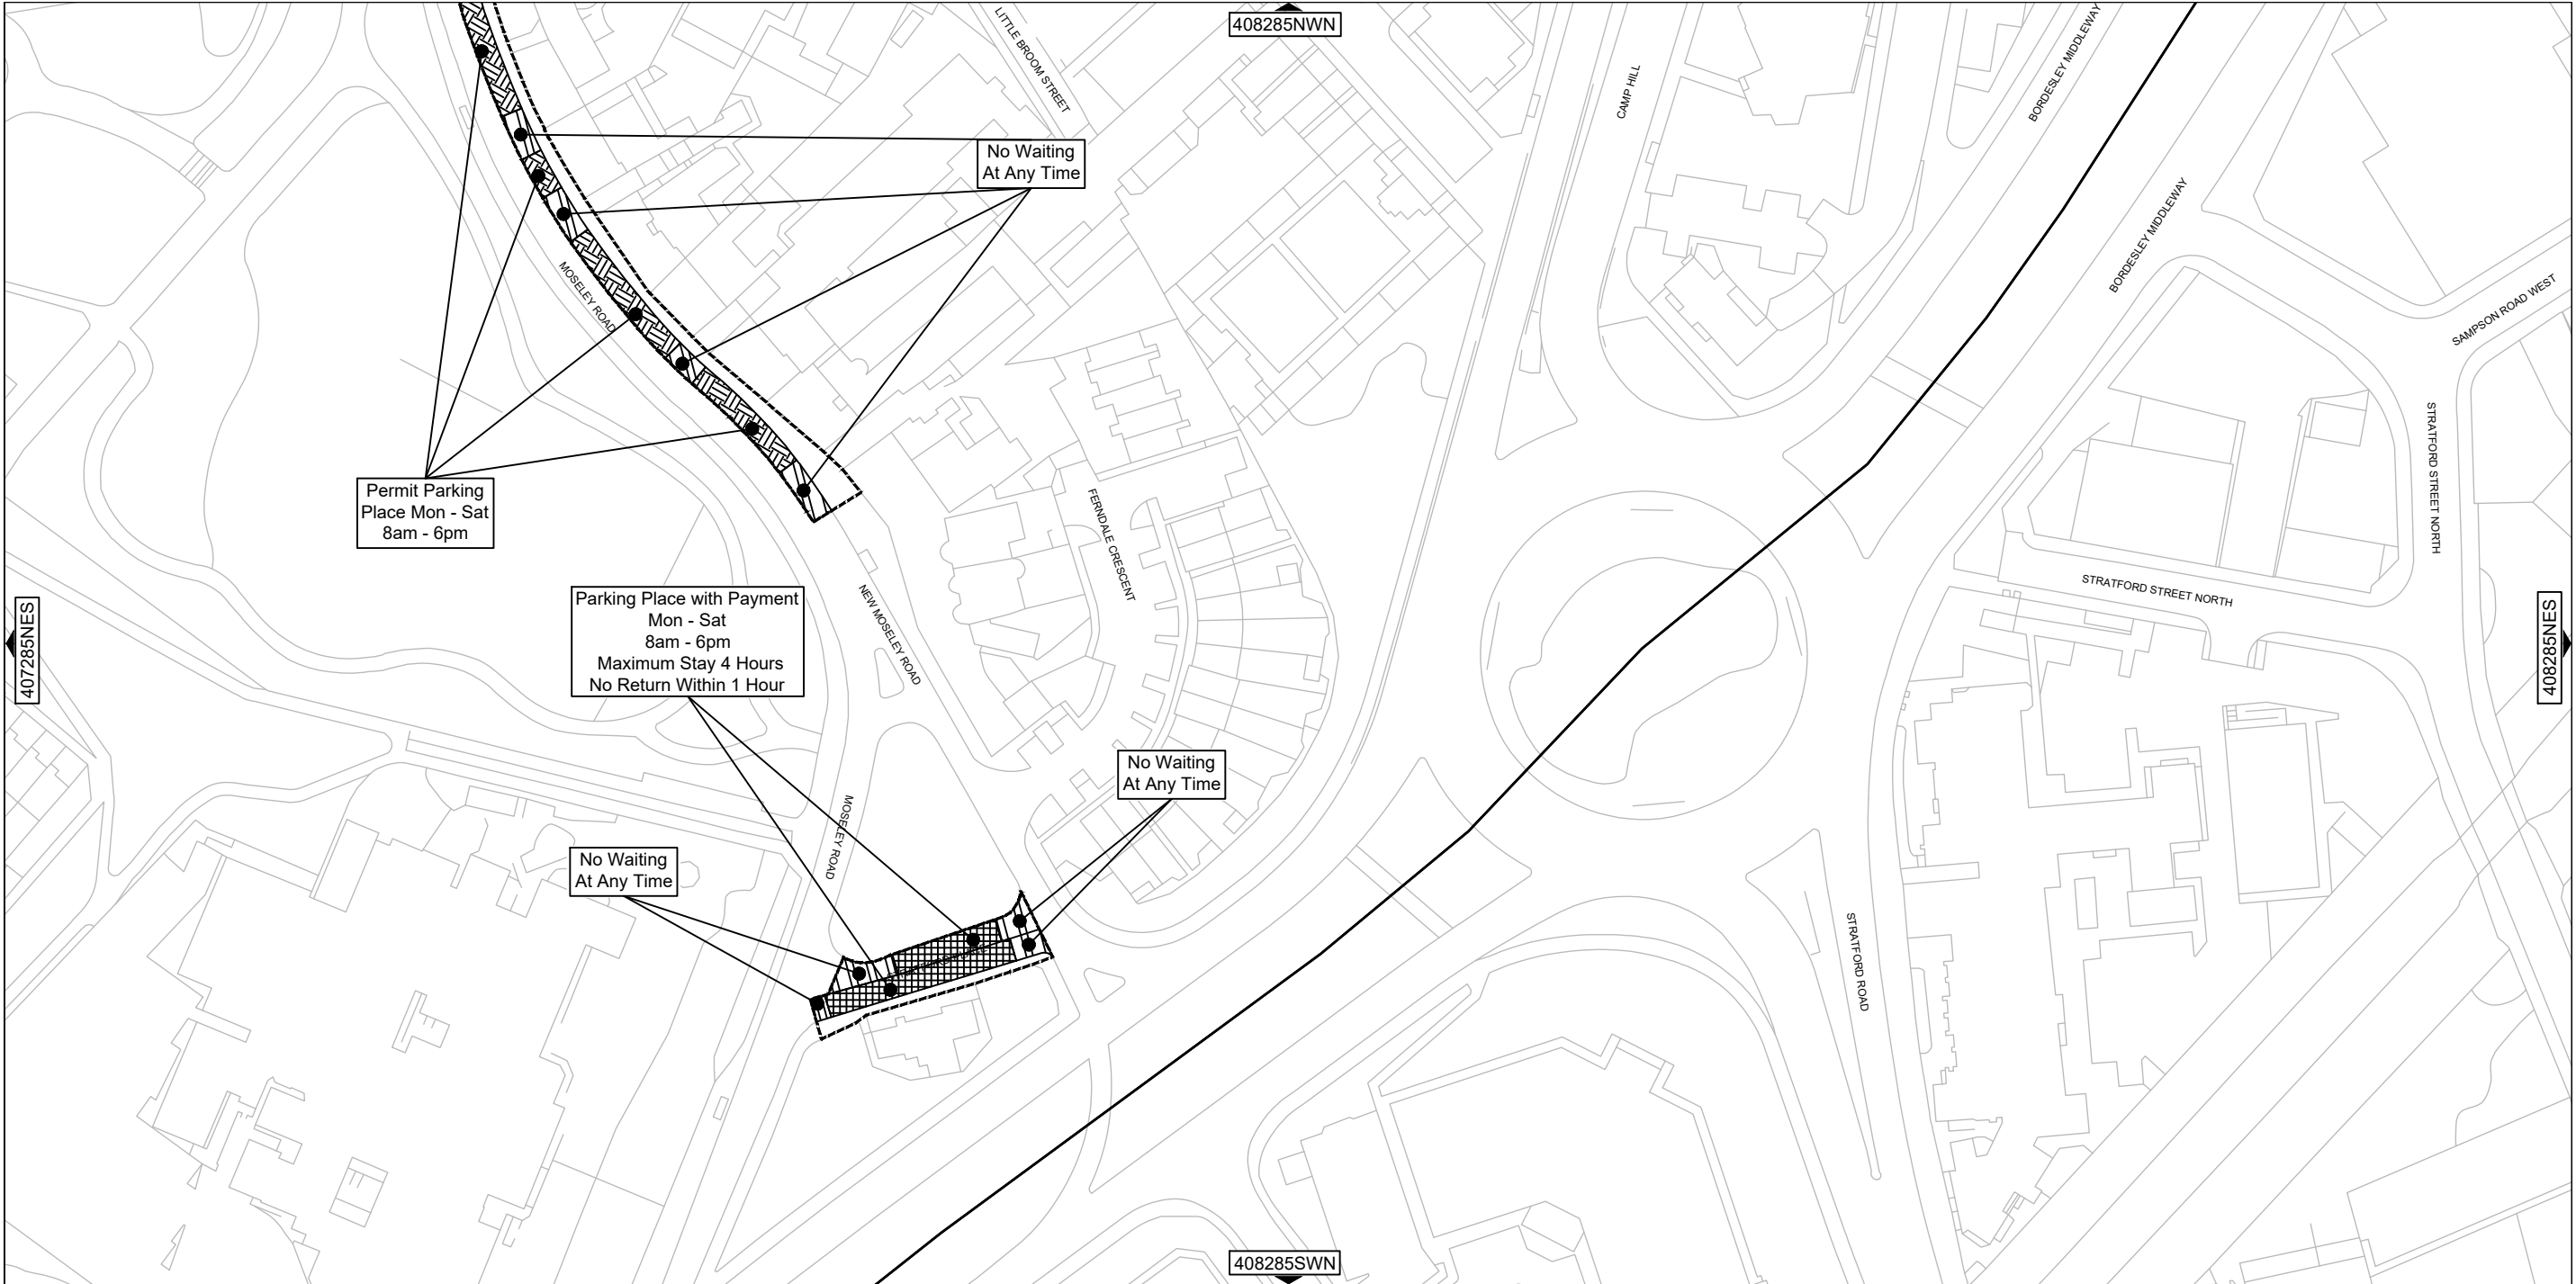 408285NWN
LITTLE BROOM STREET
CAMP HILL
BORDESLEY MIDDLEWAY
No Waiting
At Any Time
BORDESLEY MIDDLEWAY
MOSELEY ROAD
SAMPSON ROAD WEST
Permit Parking
Place Mon - Sat
8am - 6pm
FERNDALE CRESCENT
STRATFORD STREET NORTH
STRATFORD STREET NORTH
407285NES
Parking Place with Payment
Mon - Sat
8am - 6pm
Maximum Stay 4 Hours
No Return Within 1 Hour
NEW MOSELEY ROAD
408285NES
No Waiting
At Any Time
MOSELEY ROAD
No Waiting
At Any Time
STRATFORD ROAD
408285SWN